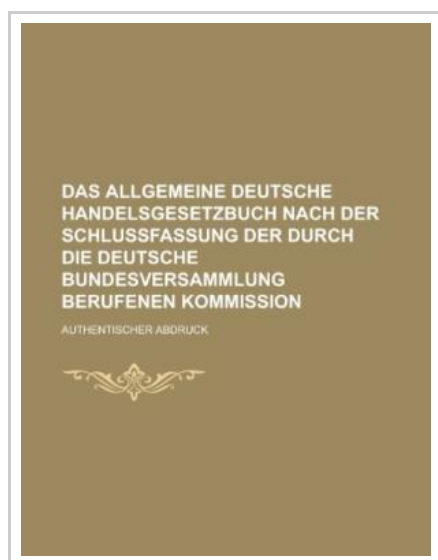 DAS ALLGEMEINE DEUTSCHE
HANDELSGESETZBUCH NACH DER
SCHLUSSFASSUNG DER DURCH
DIE DEUTSCHE
BUNDESVERSAMMLUNG
BERUFENEN KOMMISSION
AUTHENTISCHER ABDRUCK